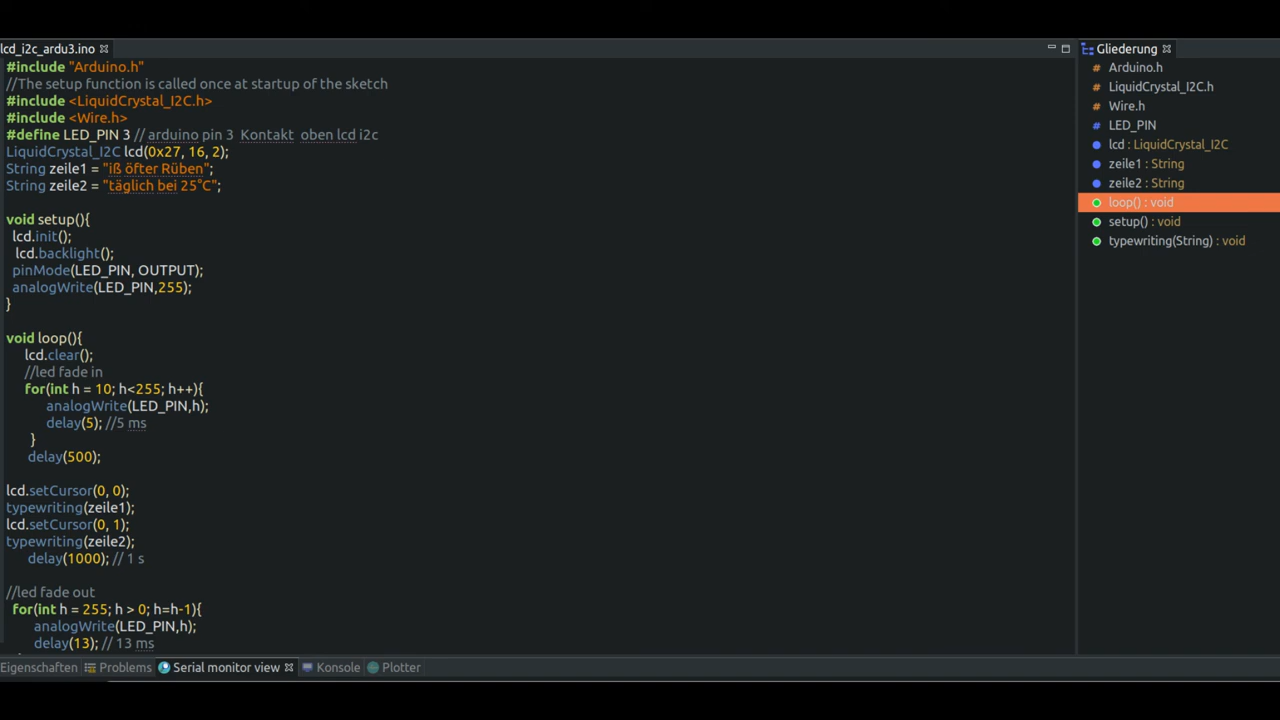 lcd_i2c_ardu3.ino
#include "Arduino.h"
//The setup function is called once at startup of the sketch
#include <LiquidCrystal_I2C.h>
#include <Wire.h>
#define LED_PIN 3 // arduino pin 3 Kontakt oben lcd i2c
LiquidCrystal_I2C lcd(0x27, 16, 2);
String zeile1 = "iß öfter Rüben";
String zeile2 = "täglich bei 25°C";
void setup(){
lcd.init();
lcd.backlight();
pinMode(LED_PIN, OUTPUT);
analogWrite(LED_PIN,255);
}
void loop(){
lcd.clear();
//led fade in
for(int h = 10; h<255; h++){
analogWrite(LED_PIN,h);
delay(5); //5 ms
}
delay(500);
lcd.setCursor(0, 0);
typewriting(zeile1);
lcd.setCursor(0, 1);
typewriting(zeile2);
delay(1000); // 1 s
//led fade out
for(int h = 255; h > 0; h=h-1){
analogWrite(LED_PIN,h);
delay(13); // 13 ms
Gliederung
Arduino.h
LiquidCrystal_I2C.h
Wire.h
LED_PIN
lcd : LiquidCrystal_I2C
zeile1 : String
zeile2 : String
loop() : void
setup() : void
typewriting(String) : void
Eigenschaften Problems Serial monitor view Konsole Plotter